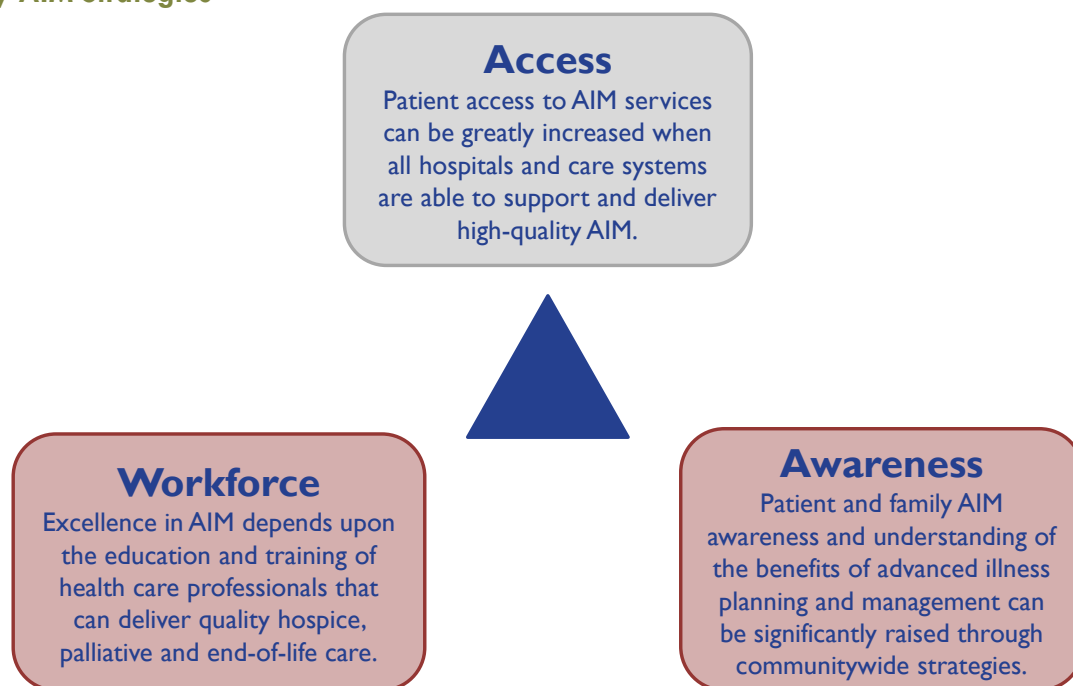 AIM
Access
Patient access to AIM services
can be greatly increased when
all hospitals and care systems
are able to support and deliver
high-quality AIM.
Workforce
Excellence in AIM depends upon
the education and training of
health care professionals that
can deliver quality hospice,
palliative and end-of-life care.
Awareness
Patient and family AIM
awareness and understanding of
the benefits of advanced illness
planning and management can
be significantly raised through
communitywide strategies.